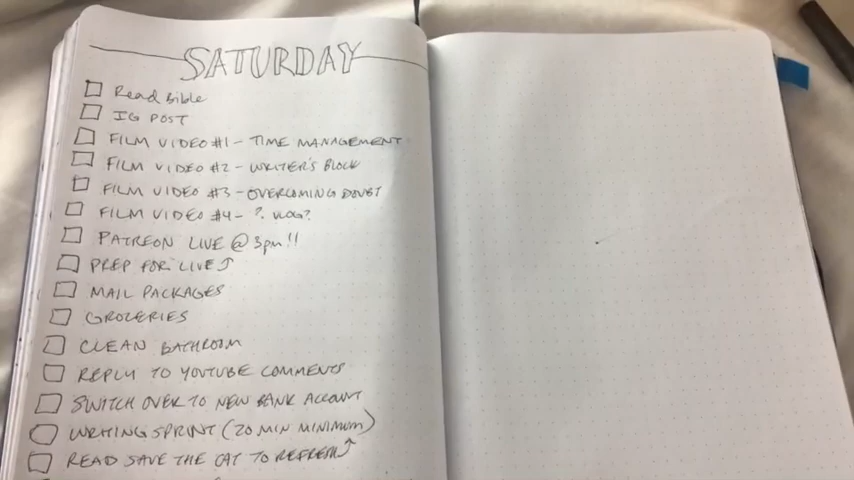 SATURDAY
Read Bible
IG POST
FILM VIDEO #1 - TIME MANAGEMENT
FILM VIDEO #2 - WRITER'S BLOCK
FILM VIDEO #3 - OVERCOMING DOUBT
FILM VIDEO #4 - ?. VLOG?
PATREON LIVE @ 3pm!!
PREP FOR LIVE
MAIL PACKAGES
GROCERIES
CLEAN BATHROOM
REPLY TO YOUTUBE COMMENTS
SWITCH OVER TO NEW BANK ACCOUNT
WRITING SPRINT (20 MIN MINIMUM)
READ SAVE THE CAT TO REFRESH